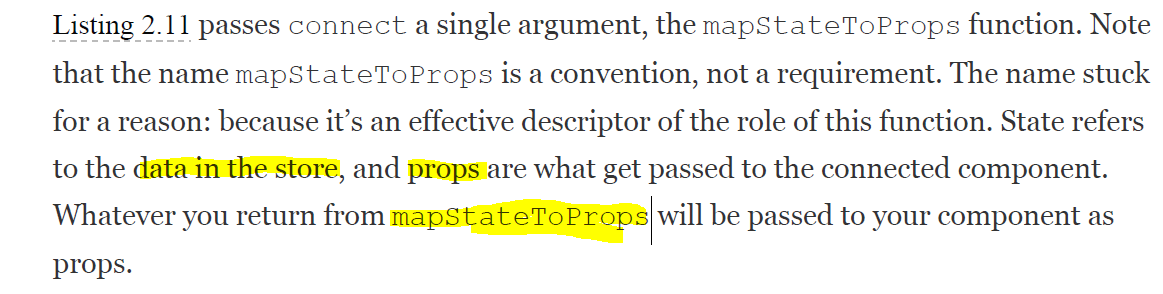 Listing 2.11 passes connect a single argument, the mapStateToProps function. Note
that the name mapStateToProps is a convention, not a requirement. The name stuck
for a reason: because it’s an effective descriptor of the role of this function. State refers
to the data in the store, and props are what get passed to the connected component.
Whatever you return from mapStateToProps will be passed to your component as
props.